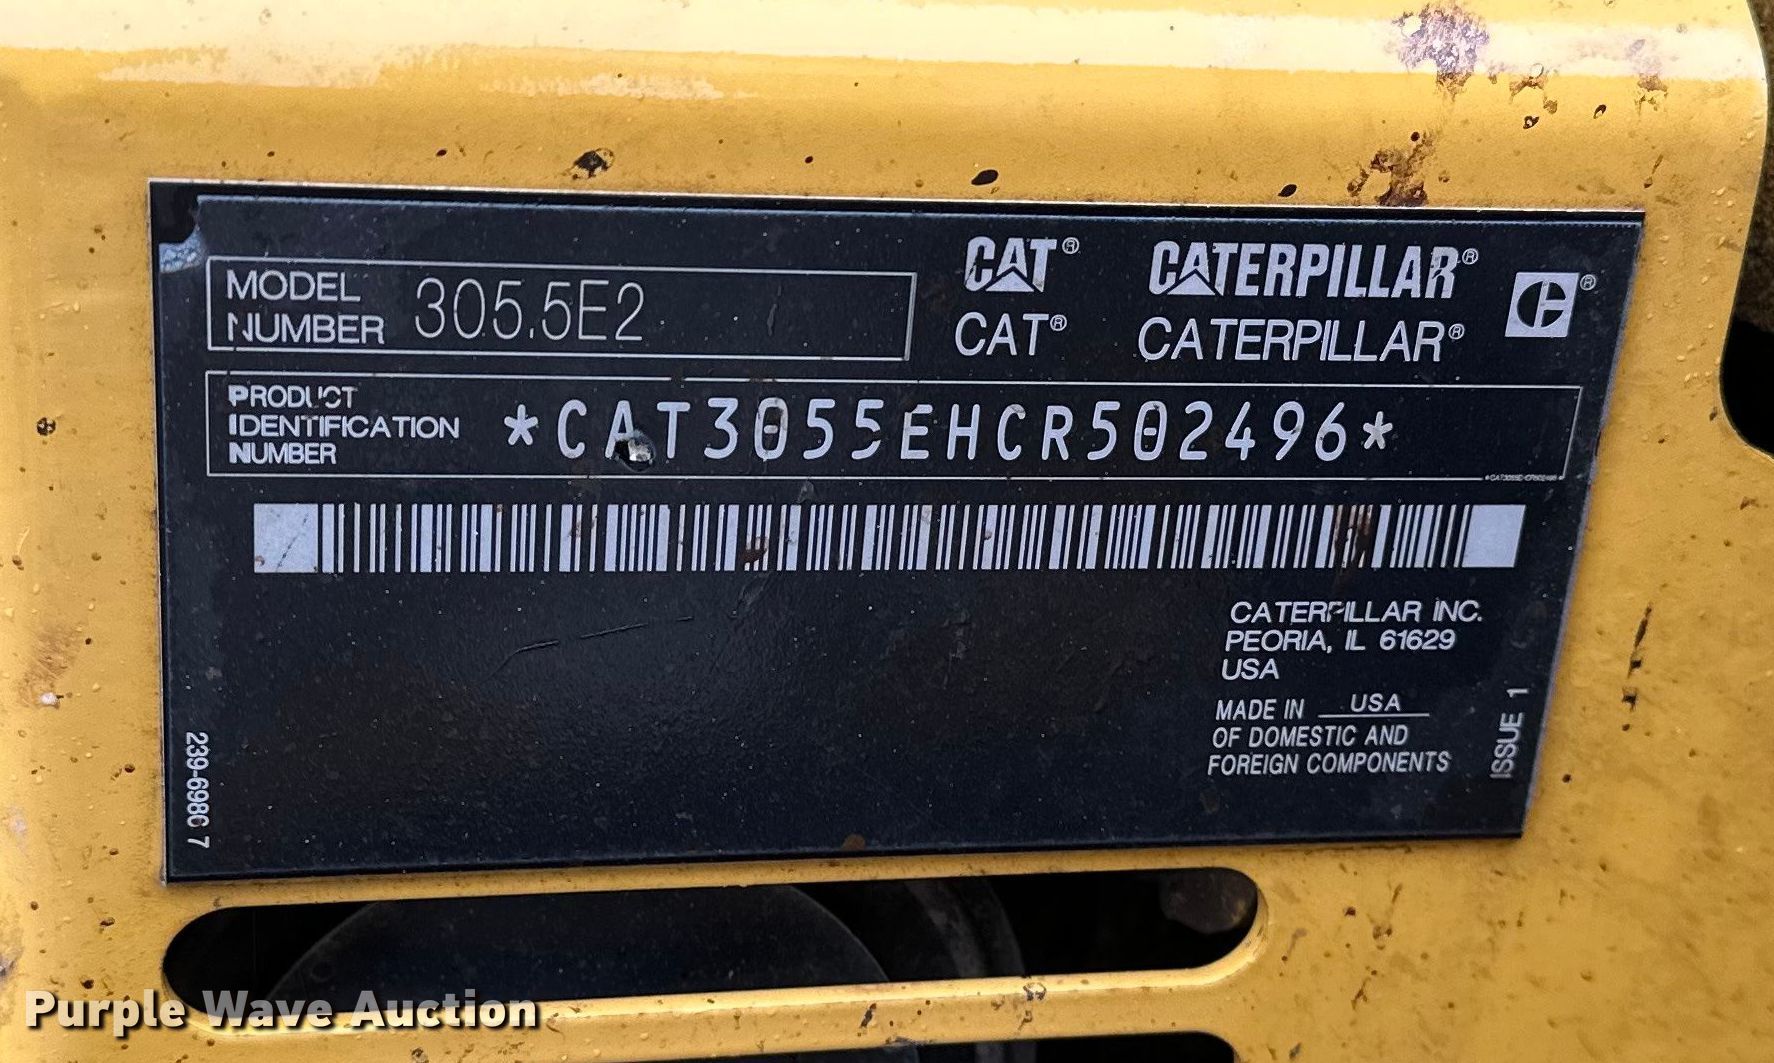 MODEL
NUMBER 305.5E2
CAT® CATERPILLAR® ®
CAT® CATERPILLAR®
PRODUCT
IDENTIFICATION
NUMBER
*CAT3055EHCR502496*
CATERPILLAR INC.
PEORIA, IL 61629
USA
MADE IN USA
OF DOMESTIC AND
FOREIGN COMPONENTS
ISSUE 1
239-6986 7
Purple Wave Auction